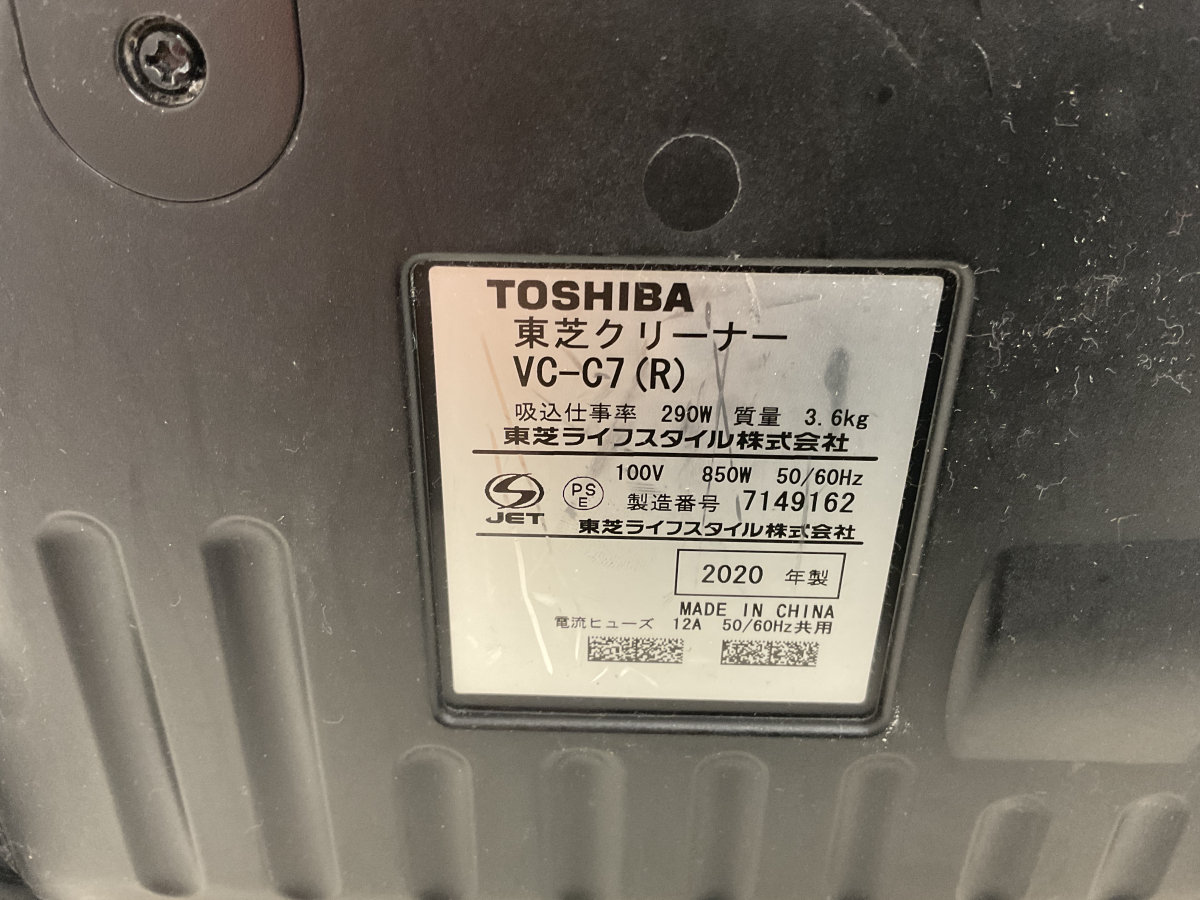 TOSHIBA
東芝クリーナー
VC-C7(R)
吸込仕事率 290W 質量 3.6kg
東芝ライフスタイル株式会社
100V 850W 50/60Hz
JET PS E 製造番号 7149162
東芝ライフスタイル株式会社
2020 年製
MADE IN CHINA
電流ヒューズ 12A 50/60Hz共用